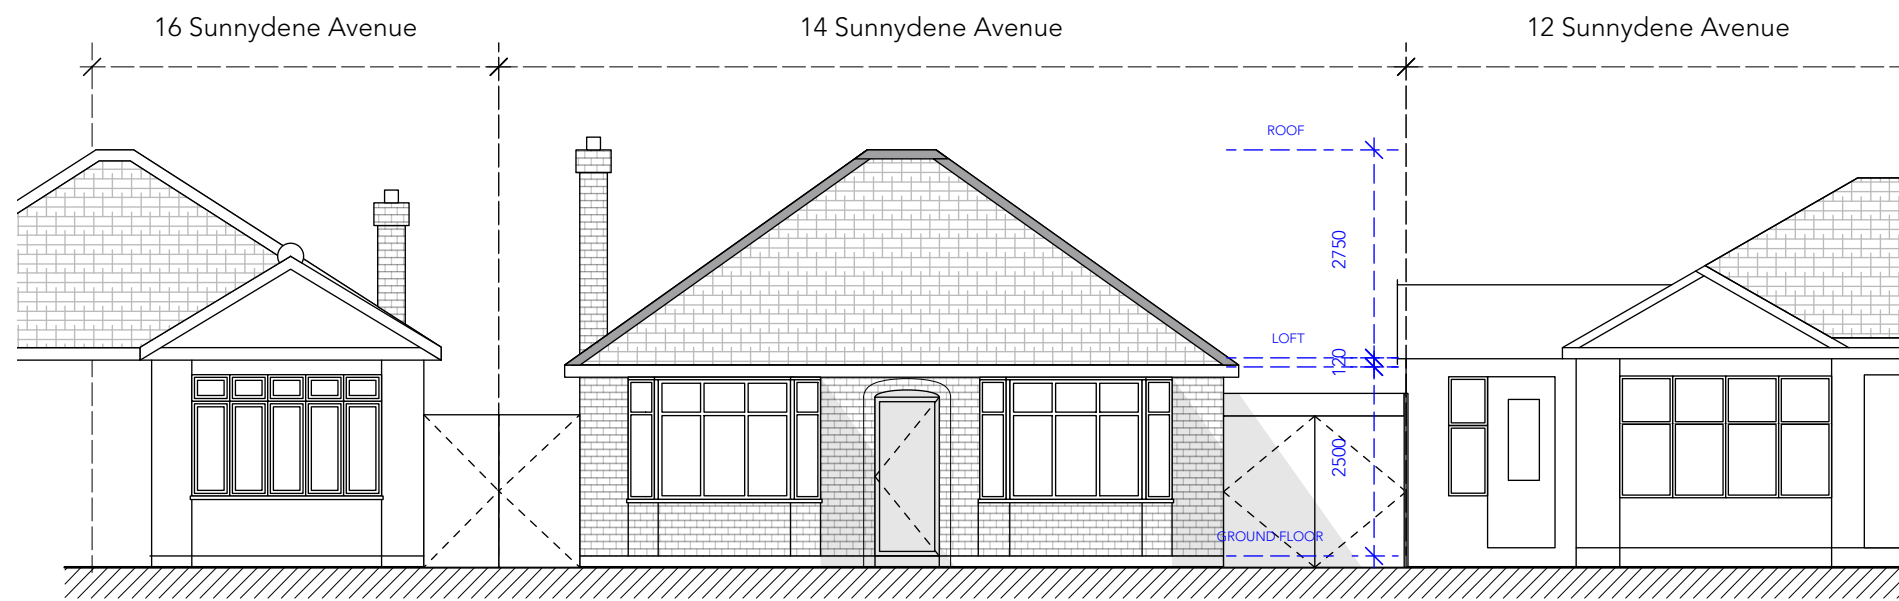 16 Sunnydene Avenue
14 Sunnydene Avenue
12 Sunnydene Avenue
ROOF
2750
LOFT
120
2500
GROUND FLOOR